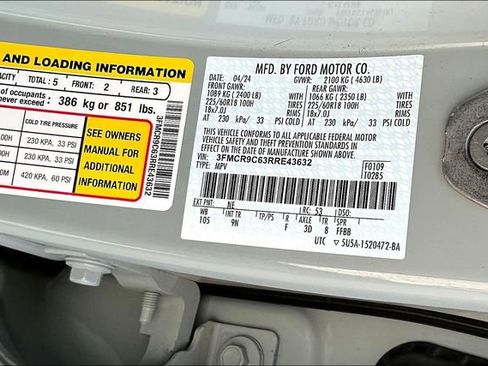 AND LOADING INFORMATION
TOTAL: 5 FRONT: 2 REAR: 3
of occupants:
never exceed: 386 kg or 851 lbs.
COLD TIRE PRESSURE
230 KPA, 33 PSI
230 KPA, 33 PSI
420 KPA, 60 PSI
SEE OWNERS
MANUAL FOR
ADDITIONAL
INFORMATION
3FMCR9C63RRE43632
MFD. BY FORD MOTOR CO.
DATE: 04/24 GVWR: 2100 KG (4630 LB)
FRONT GAWR: REAR GAWR:
1089 KG (2400 LB) 1066 KG (2350 LB)
225/60R18 100H 225/60R18 100H
18x7.0J 18x7.0J
AT 230 kPa/ 33 PSI COLD AT 230 kPa/ 33 PSI COLD
THIS VEHICLE CONFORMS TO ALL APPLICABLE FEDERAL MOTOR
VEHICLE SAFETY AND THEFT PREVENTION STANDARDS IN
EFFECT ON THE DATE OF MANUFACTURE SHOWN ABOVE.
VIN: 3FMCR9C63RRE43632 F0109
TYPE: MPV T0285
EXT PNT: NE RC: 53 DSO:
WB INT TR TP/PS R AX TR SPR
105 9N F 3D 8 FFBB
UTC 5U5A-1520472-BA